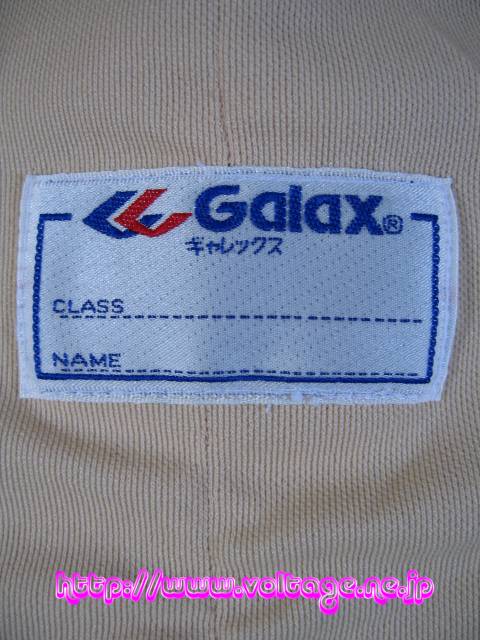 Galax®
ギャレックス
CLASS
NAME
http://www.voltage.ne.jp